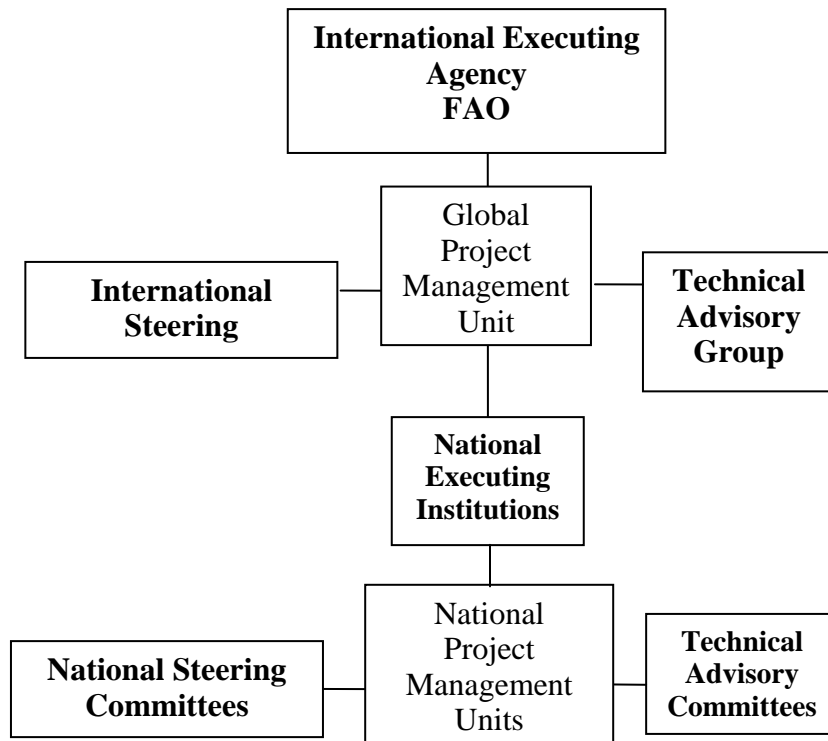 International Executing
Agency
FAO
Global
Project
Management
Unit
International
Steering
Technical
Advisory
Group
National
Executing
Institutions
National
Project
Management
Units
National Steering
Committees
Technical
Advisory
Committees